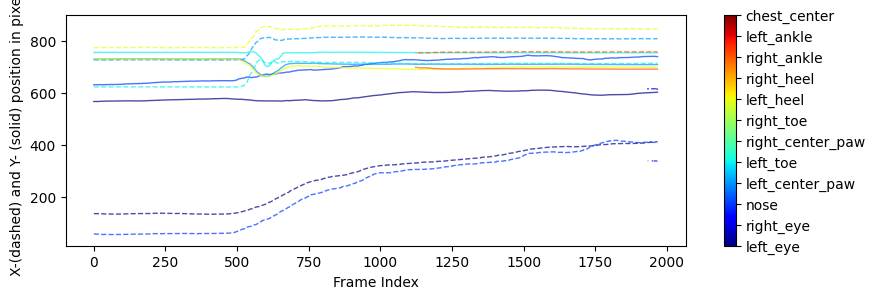 X-(dashed) and Y- (solid) position in pixe
800
600
400
200
0
250
500
750
1000
1250
1500
1750
2000
Frame Index
chest_center
left_ankle
right_ankle
right_heel
left_heel
right_toe
right_center_paw
left_toe
left_center_paw
nose
right_eye
left_eye